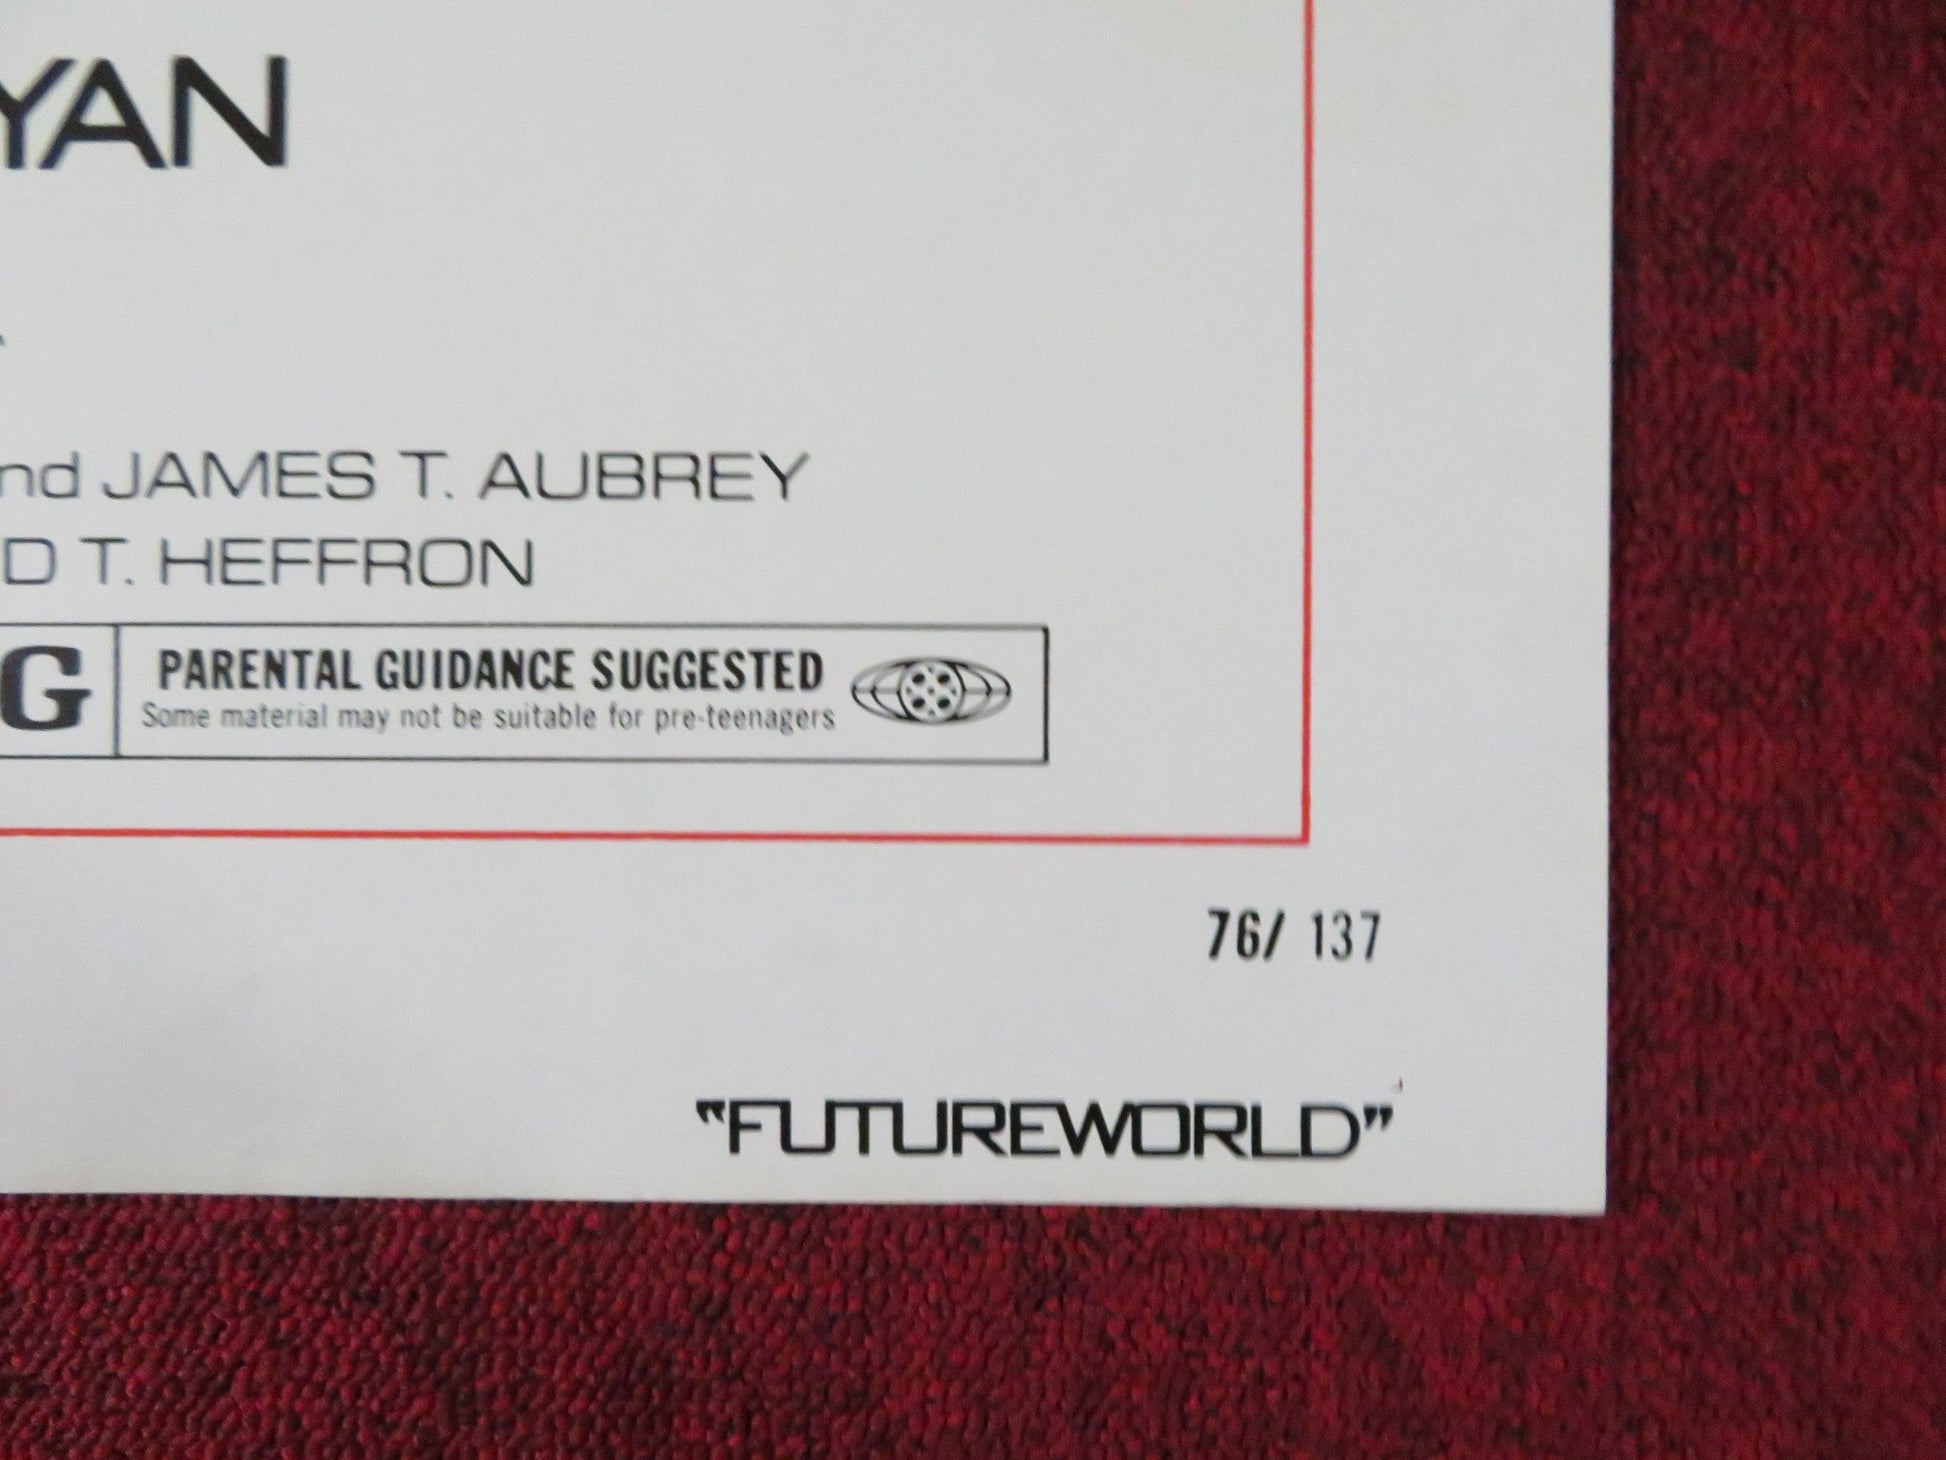 YAN
nd JAMES T. AUBREY
D T. HEFFRON
G
PARENTAL GUIDANCE SUGGESTED
Some material may not be suitable for pre-teenagers
76/ 137
"FUTUREWORLD"